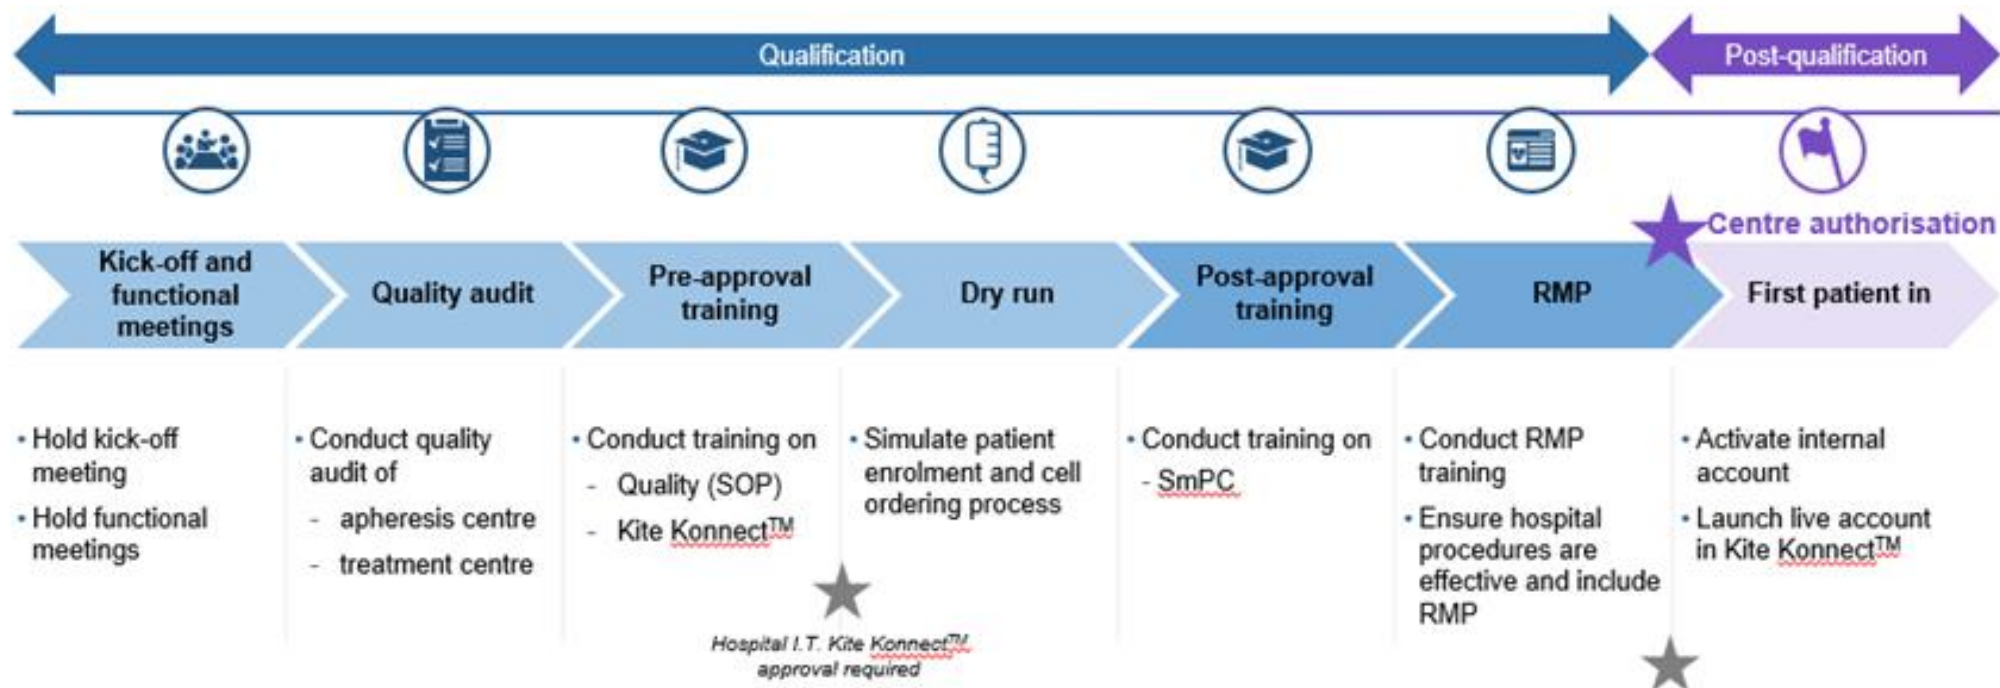 Qualification
Post-qualification
Centre authorisation
Kick-off and
functional
meetings
Quality audit
Pre-approval
training
Dry run
Post-approval
training
RMP
First patient in
• Hold kick-off
meeting
• Hold functional
meetings
• Conduct quality
audit of
- apheresis centre
- treatment centre
• Conduct training on
- Quality (SOP)
- Kite Konnect™
Hospital I.T. Kite Konnect™
approval required
• Simulate patient
enrolment and cell
ordering process
• Conduct training on
- SmPC
• Conduct RMP
training
• Ensure hospital
procedures are
effective and include
RMP
• Activate internal
account
• Launch live account
in Kite Konnect™